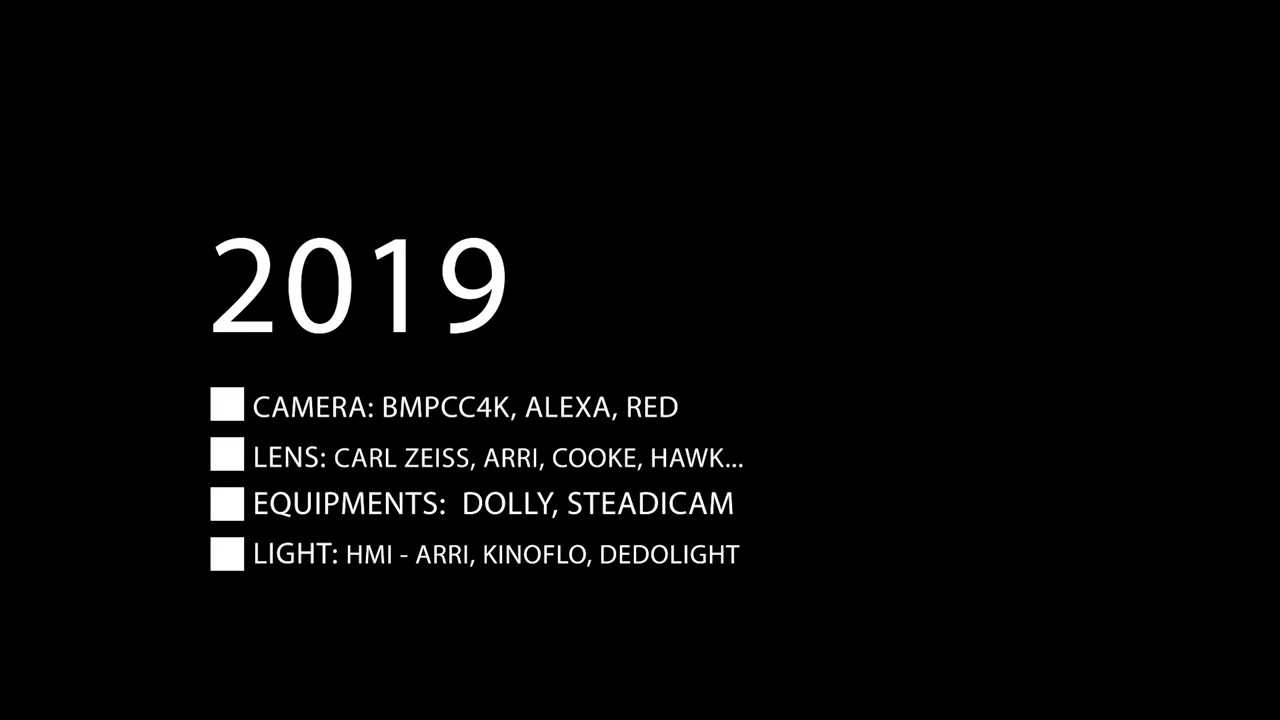 2019
CAMERA: BMPCC4K, ALEXA, RED
LENS: CARL ZEISS, ARRI, COOKE, HAWK...
EQUIPMENTS:  DOLLY, STEADICAM
LIGHT: HMI - ARRI, KINOFLO, DEDOLIGHT